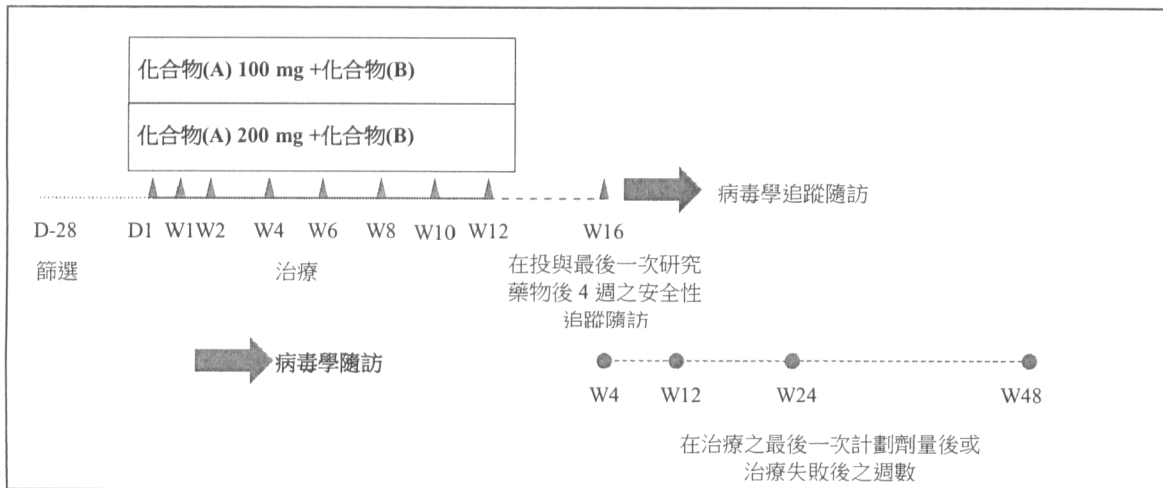 化合物(A) 100 mg +化合物(B)
化合物(A) 200 mg +化合物(B)
病毒學追蹤隨訪
D-28 D1 W1 W2 W4 W6 W8 W10 W12 W16
篩選 治療
在投與最後一次研究
藥物後 4 週之安全性
追蹤隨訪
病毒學隨訪
W4 W12 W24 W48
在治療之最後一次計劃劑量後或
治療失敗後之週數